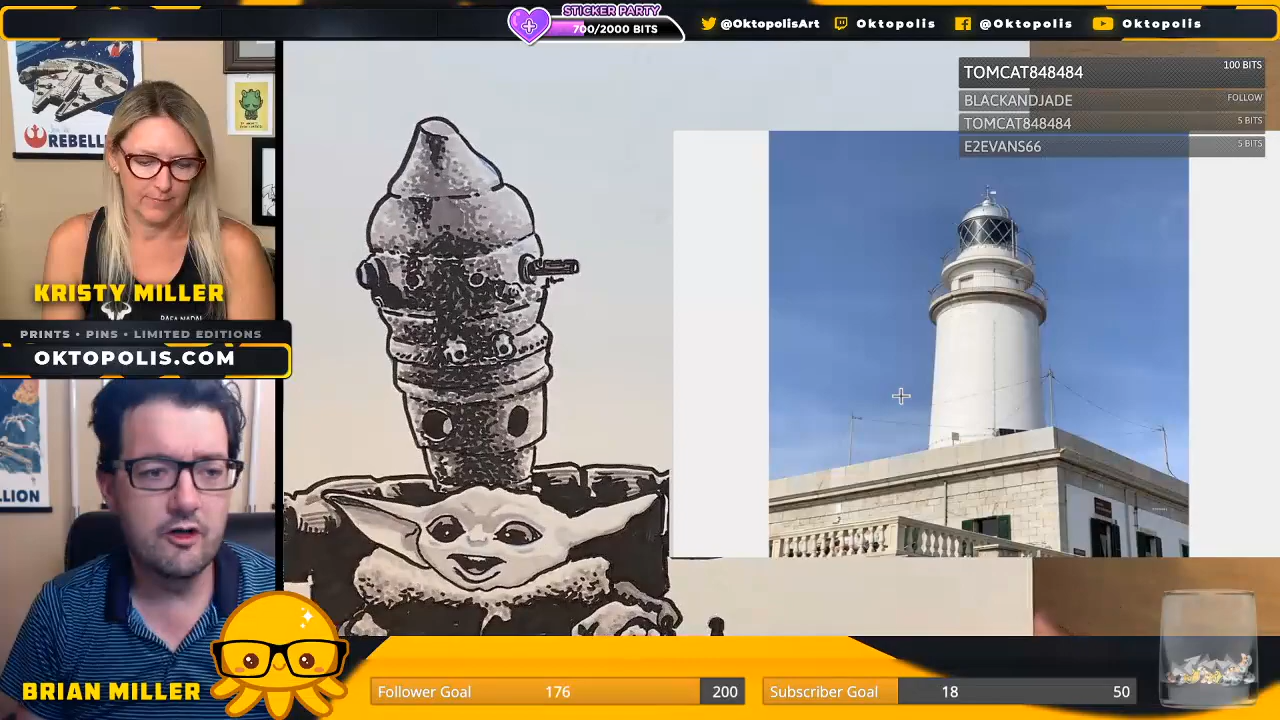 STICKER PARTY
700/2000 BITS
@OktopolisArt
Oktopolis
@Oktopolis
Oktopolis
TOMCAT848484
100 BITS
BLACKANDJADE
FOLLOW
TOMCAT848484
5 BITS
E2EVANS66
5 BITS
REBELL
KRISTY MILLER
PRINTS • PINS • LIMITED EDITIONS
OKTOPOLIS.COM
LLION
BRIAN MILLER
Follower Goal
176
200
Subscriber Goal
18
50